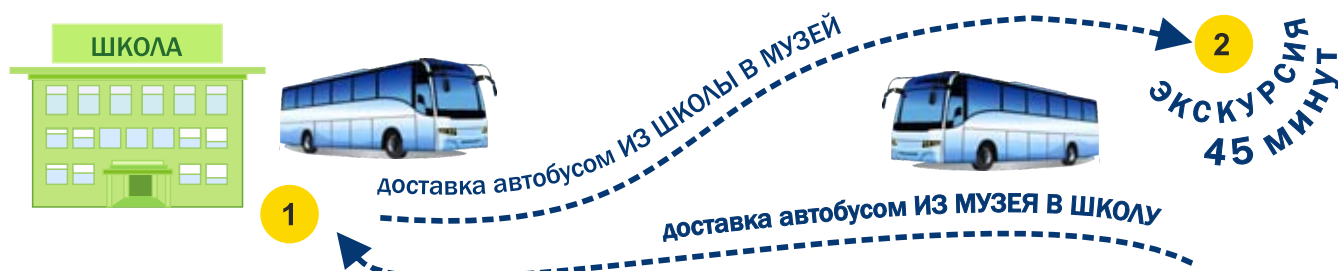 ШКОЛА
1
доставка автобусом ИЗ ШКОЛЫ В МУЗЕЙ
2
ЭКСКУРСИЯ
45 МИНУТ
доставка автобусом ИЗ МУЗЕЯ В ШКОЛУ